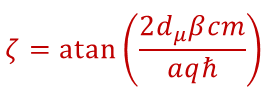 ζ = atan(2d_μβcm / aqħ)